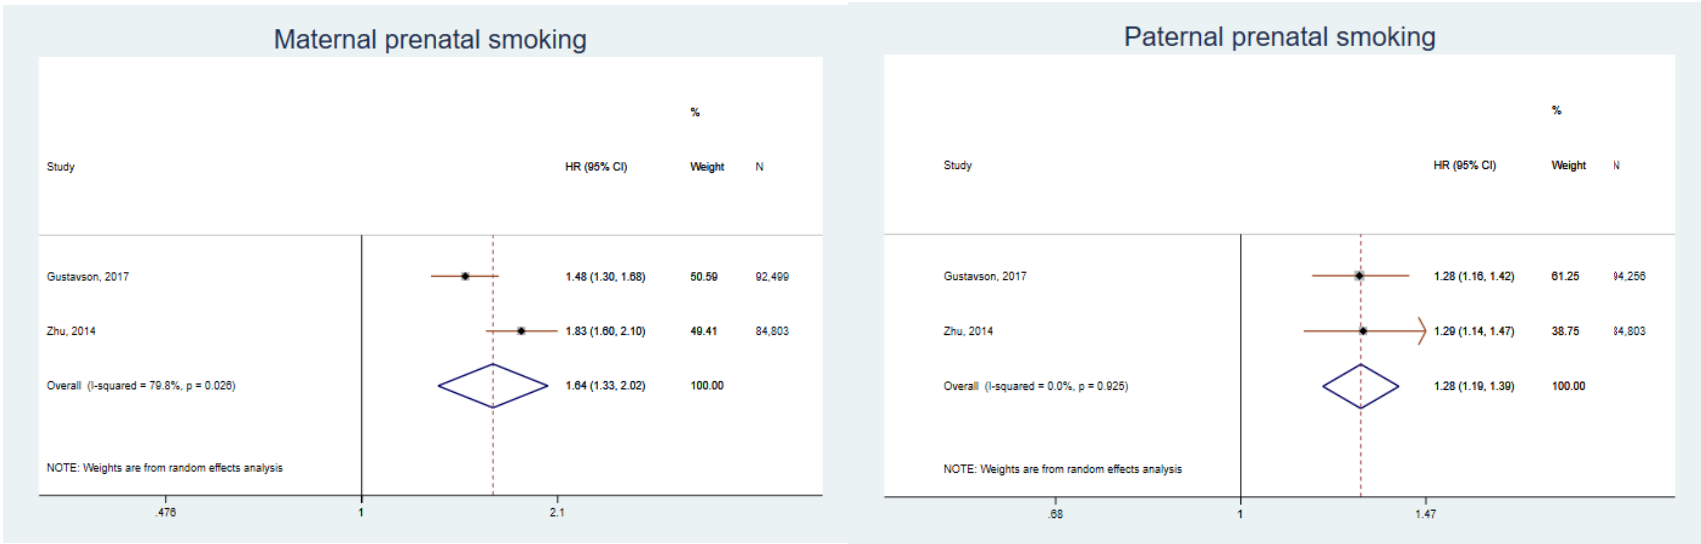 Maternal prenatal smoking
%
Study HR (95% CI) Weight N
Gustavson, 2017 1.48 (1.30, 1.68) 50.59 92,499
Zhu, 2014 1.83 (1.60, 2.10) 49.41 84,803
Overall (I-squared = 79.8%, p = 0.026) 1.64 (1.33, 2.02) 100.00
NOTE: Weights are from random effects analysis
.476 1 2.1
Paternal prenatal smoking
%
Study HR (95% CI) Weight N
Gustavson, 2017 1.28 (1.16, 1.42) 61.25 94,256
Zhu, 2014 1.29 (1.14, 1.47) 38.75 84,803
Overall (I-squared = 0.0%, p = 0.925) 1.28 (1.19, 1.39) 100.00
NOTE: Weights are from random effects analysis
.68 1 1.47